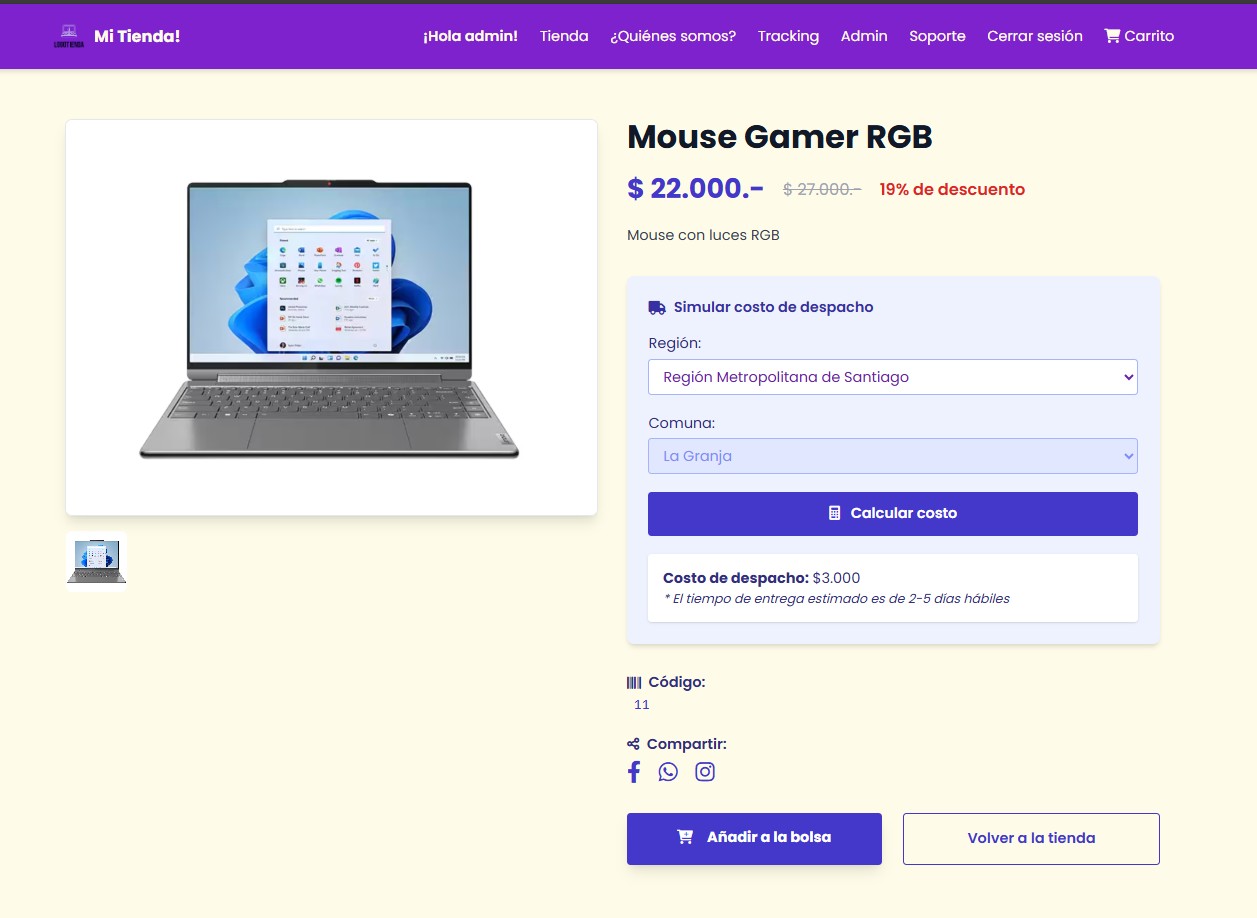 Mi Tienda!
¡Hola admin! Tienda ¿Quiénes somos? Tracking Admin Soporte Cerrar sesión Carrito
Mouse Gamer RGB
$ 22.000.- $ 27.000.- 19% de descuento
Mouse con luces RGB
Simular costo de despacho
Región:
Región Metropolitana de Santiago
Comuna:
La Granja
Calcular costo
Costo de despacho: $3.000
* El tiempo de entrega estimado es de 2-5 días hábiles
Código:
11
Compartir:
Añadir a la bolsa
Volver a la tienda